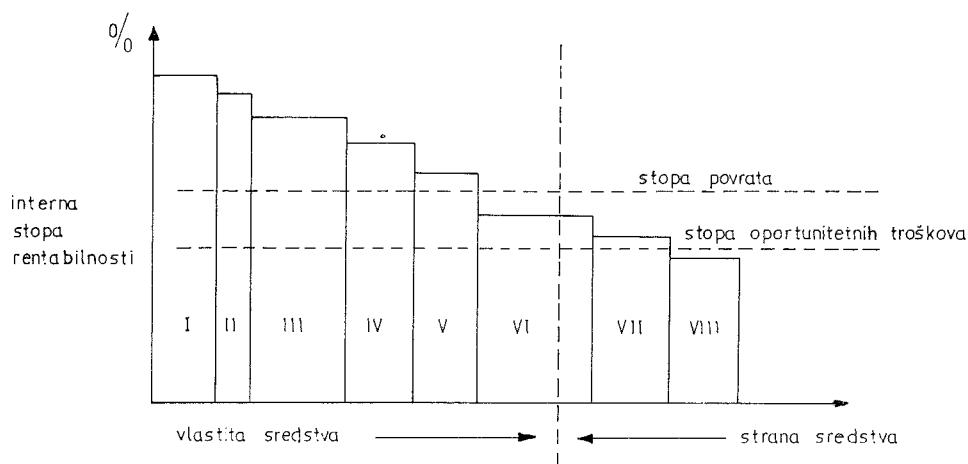 %
stopa povrata
interna
stopa
rentabilnosti
stopa oportunitetnih troškova
I II III IV V VI VII VIII
vlastita sredstva
strana sredstva